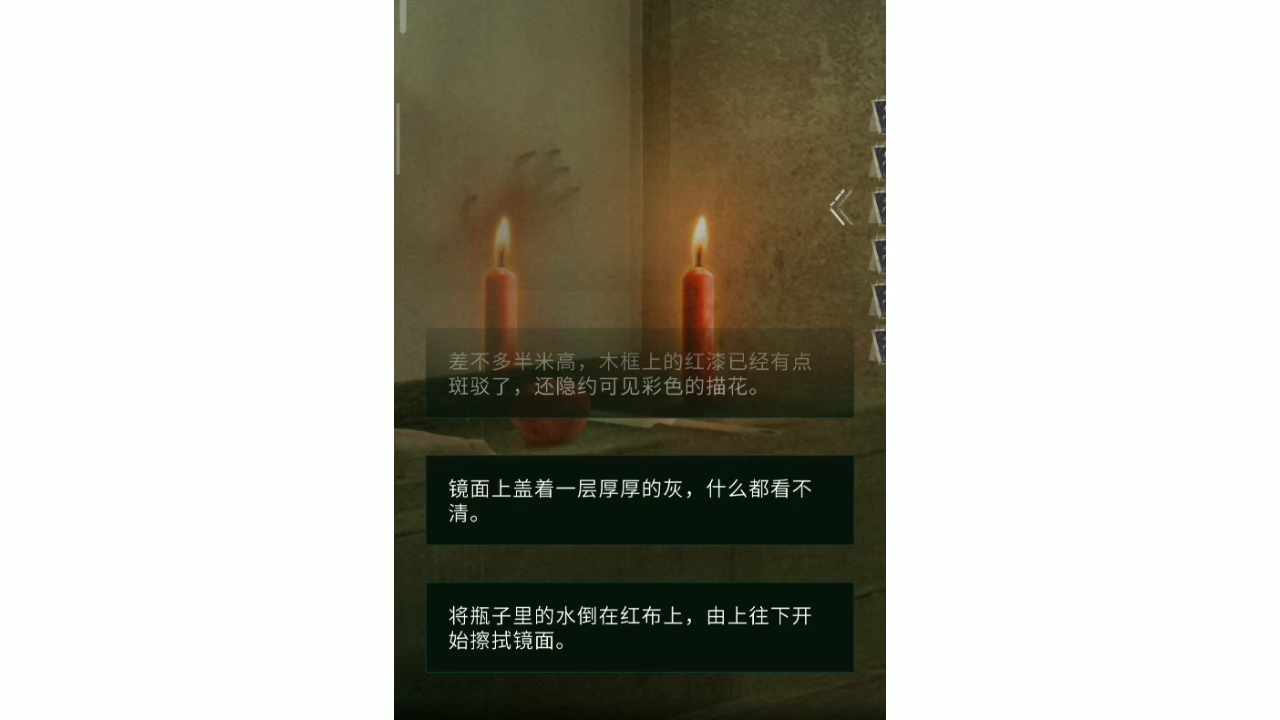 差不多半米高，木框上的红漆已经有点
斑驳了，还隐约可见彩色的描花。
镜面上盖着一层厚厚的灰，什么都看不
清。
将瓶子里的水倒在红布上，由上往下开
始擦拭镜面。